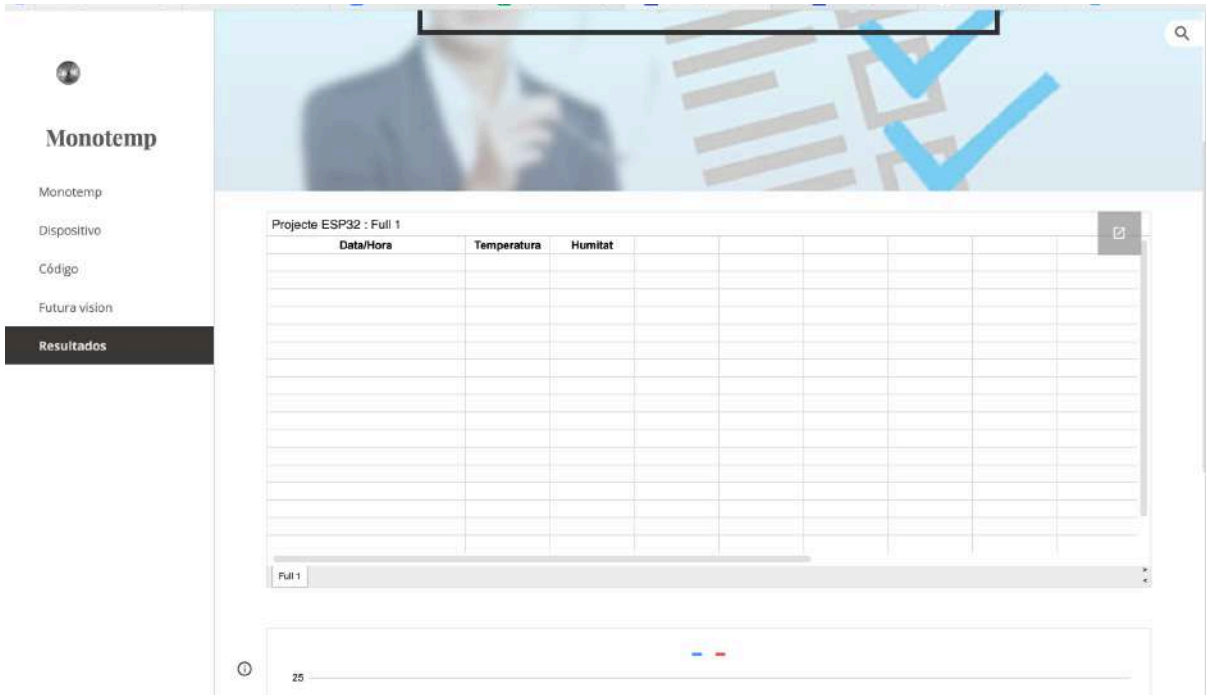 Monotemp
Monotemp
Dispositivo
Código
Futura vision
Resultados
Projecte ESP32 : Full 1
Data/Hora Temperatura Humitat
Full 1
25